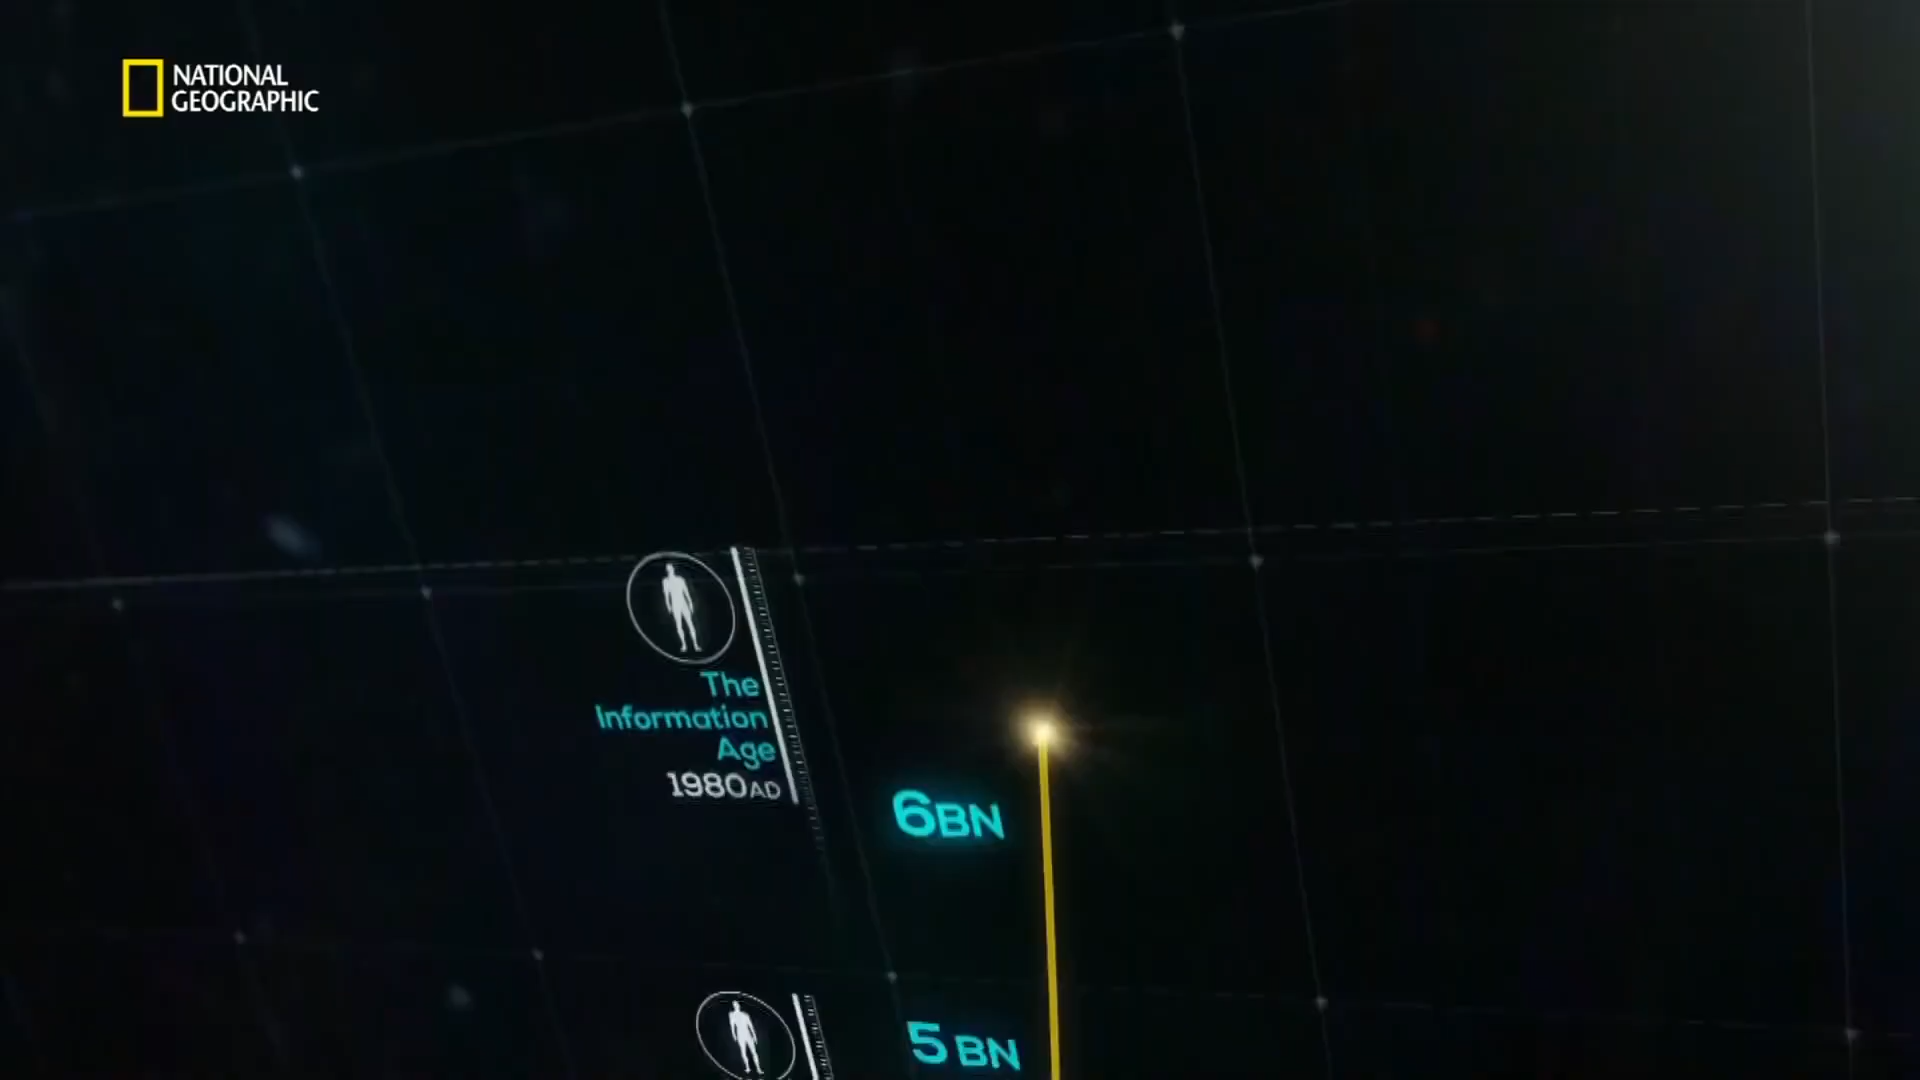 NATIONAL
GEOGRAPHIC
The
Information
Age
1980AD
6BN
5BN